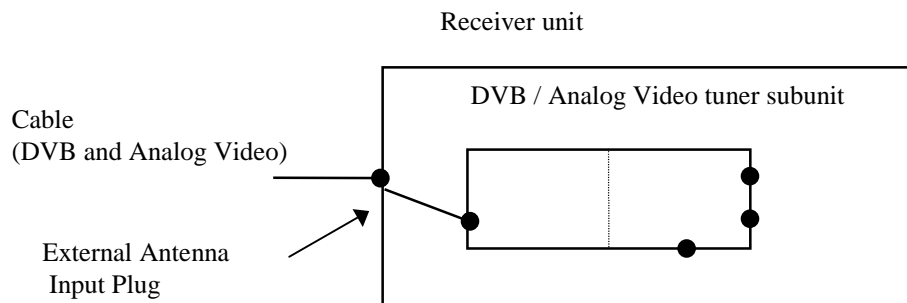 Receiver unit
DVB / Analog Video tuner subunit
Cable
(DVB and Analog Video)
External Antenna
Input Plug